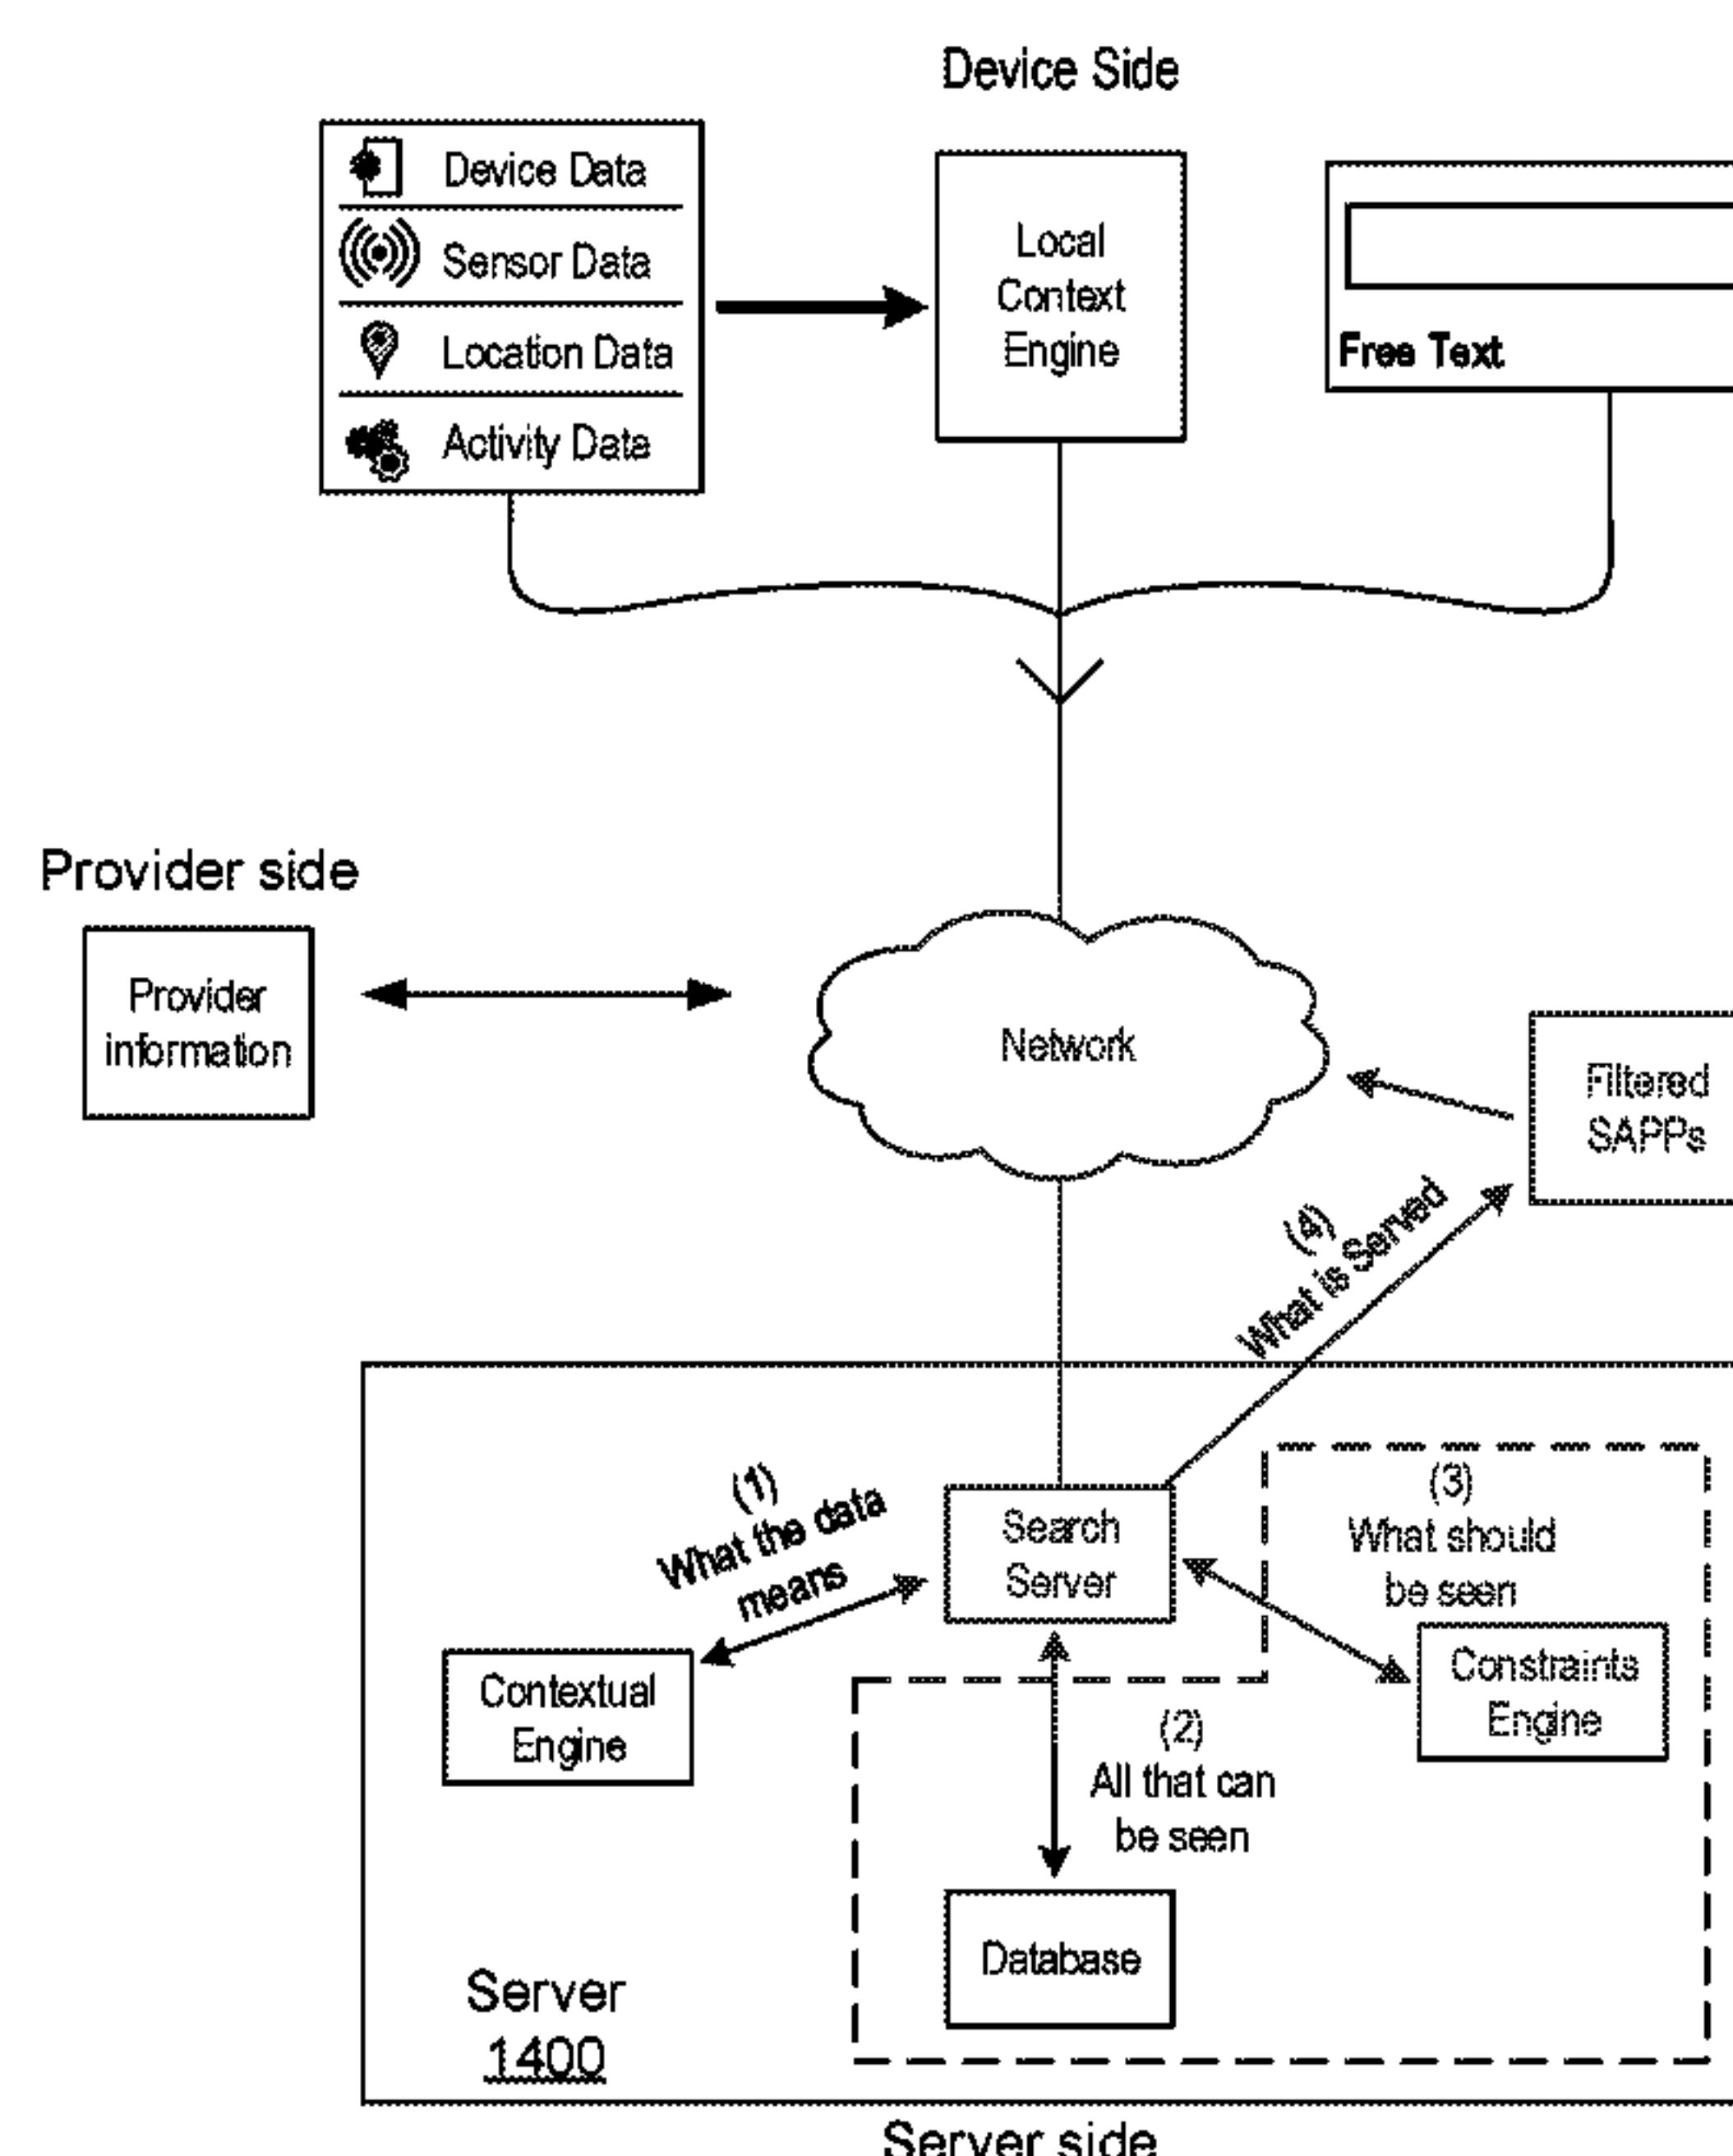 Device Side
Device Data
Sensor Data
Location Data
Activity Data
Local
Context
Engine
Free Text
Provider side
Provider
information
Network
Filtered
SAPPs
(4)
What is Served
(1)
What the data
means
Search
Server
(3)
What should
be seen
Contextual
Engine
Constraints
Engine
(2)
All that can
be seen
Database
Server
1400
Server side